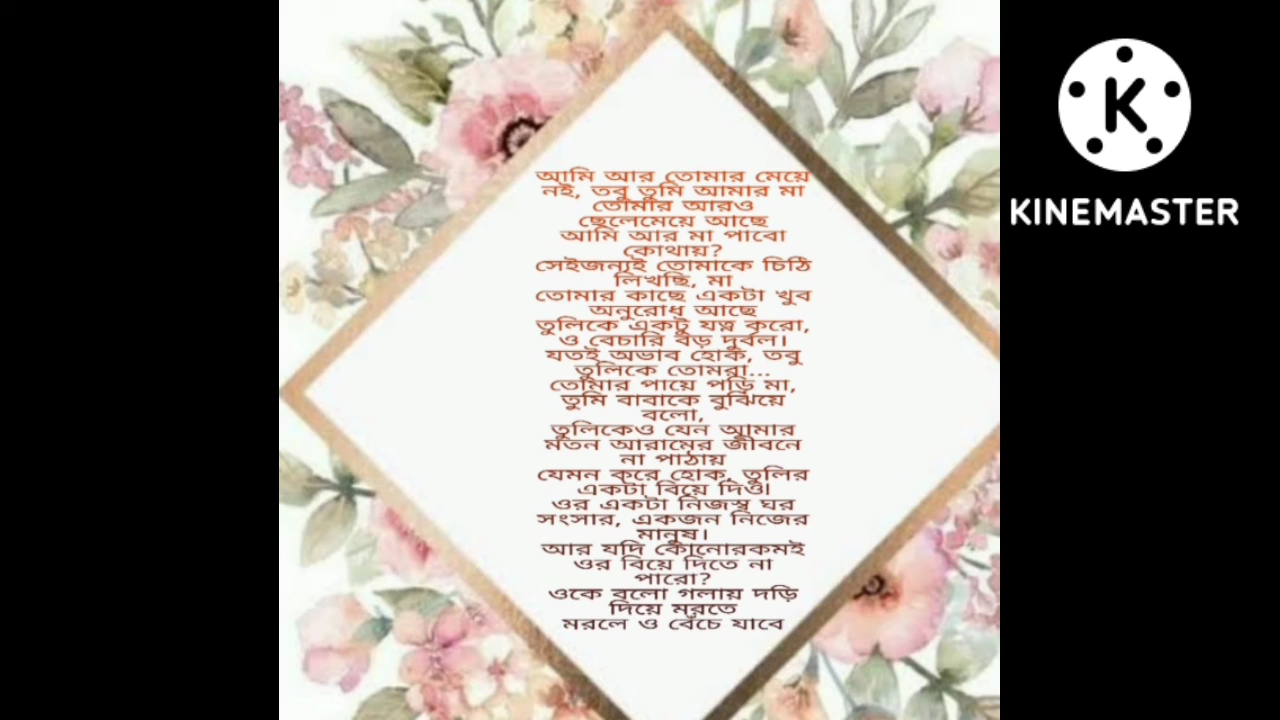 আমি আর তোমার মেয়ে
নই, তবু তুমি আমার মা
তোমার আরও
ছেলেমেয়ে আছে
আমি আর মা পাবো
কোথায়?
সেইজন্যই তোমাকে চিঠি
লিখছি, মা
তোমার কাছে একটা খুব
অনুরোধ আছে
তুলিকে একটু যত্ন করো,
ও বেচারি বড় দুর্বল।
যতই অভাব হোক, তবু
তুলিকে তোমরা...
তোমার পায়ে পড়ি মা,
তুমি বাবাকে বুঝিয়ে
বলো,
তুলিকেও যেন আমার
মতন আরামের জীবনে
না পাঠায়
যেমন করে হোক, তুলির
একটা বিয়ে দিও।
ওর একটা নিজস্ব ঘর
সংসার, একজন নিজের
মানুষ।
আর যদি কোনোরকমই
ওর বিয়ে দিতে না
পারো?
ওকে বলো গলায় দড়ি
দিয়ে মরতে
মরলে ও বেঁচে যাবে
K
KINEMASTER